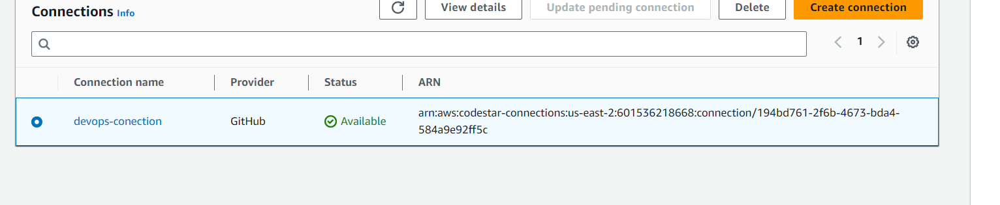 Connections Info
View details
Update pending connection
Delete
Create connection
1
Connection name
Provider
Status
ARN
devops-conection
GitHub
Available
arn:aws:codestar-connections:us-east-2:601536218668:connection/194bd761-2f6b-4673-bda4-
584a9e92ff5c